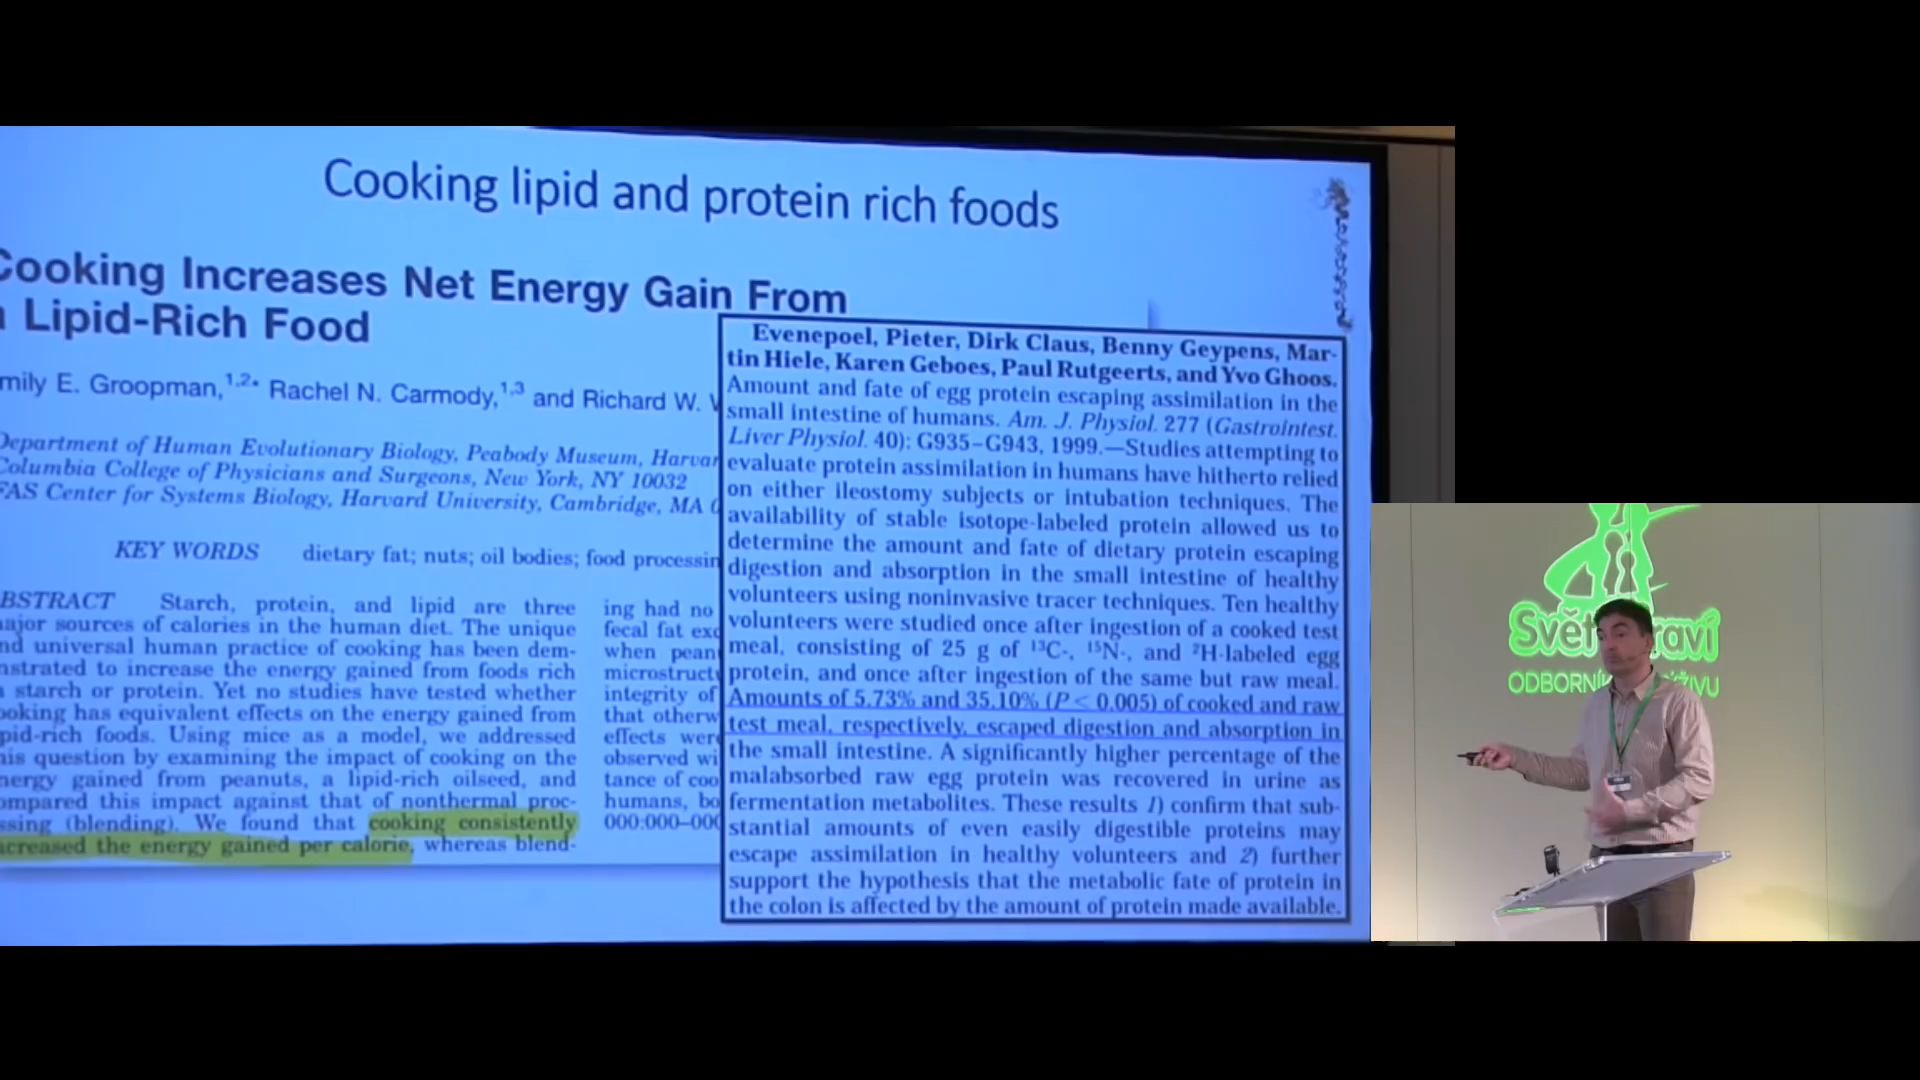 Cooking lipid and protein rich foods
Cooking Increases Net Energy Gain From
Lipid-Rich Food
mily E. Groopman,1,2* Rachel N. Carmody,1,3 and Richard W.
Department of Human Evolutionary Biology, Peabody Museum, Harvar
Columbia College of Physicians and Surgeons, New York, NY 10032
FAS Center for Systems Biology, Harvard University, Cambridge, MA
KEY WORDS dietary fat; nuts; oil bodies; food processin
BSTRACT Starch, protein, and lipid are three
ajor sources of calories in the human diet. The unique
nd universal human practice of cooking has been dem-
nstrated to increase the energy gained from foods rich
starch or protein. Yet no studies have tested whether
ooking has equivalent effects on the energy gained from
pid-rich foods. Using mice as a model, we addressed
his question by examining the impact of cooking on the
nergy gained from peanuts, a lipid-rich oilseed, and
ompared this impact against that of nonthermal proc-
ssing (blending). We found that cooking consistently
ncreased the energy gained per calorie, whereas blend-
ing had no
fecal fat exc
when pean
microstruct
integrity of
that otherw
effects were
observed wi
tance of coo
humans, bo
000:000–000
Evenepoel, Pieter, Dirk Claus, Benny Geypens, Mar-
tin Hiele, Karen Geboes, Paul Rutgeerts, and Yvo Ghoos.
Amount and fate of egg protein escaping assimilation in the
small intestine of humans. Am. J. Physiol. 277 (Gastrointest.
Liver Physiol. 40): G935–G943, 1999.—Studies attempting to
evaluate protein assimilation in humans have hitherto relied
on either ileostomy subjects or intubation techniques. The
availability of stable isotope-labeled protein allowed us to
determine the amount and fate of dietary protein escaping
digestion and absorption in the small intestine of healthy
volunteers using noninvasive tracer techniques. Ten healthy
volunteers were studied once after ingestion of a cooked test
meal, consisting of 25 g of 13C-, 15N-, and 2H-labeled egg
protein, and once after ingestion of the same but raw meal.
Amounts of 5.73% and 35.10% (P < 0.005) of cooked and raw
test meal, respectively, escaped digestion and absorption in
the small intestine. A significantly higher percentage of the
malabsorbed raw egg protein was recovered in urine as
fermentation metabolites. These results 1) confirm that sub-
stantial amounts of even easily digestible proteins may
escape assimilation in healthy volunteers and 2) further
support the hypothesis that the metabolic fate of protein in
the colon is affected by the amount of protein made available.
Svět raví
ODBORNÍ ŽIVU